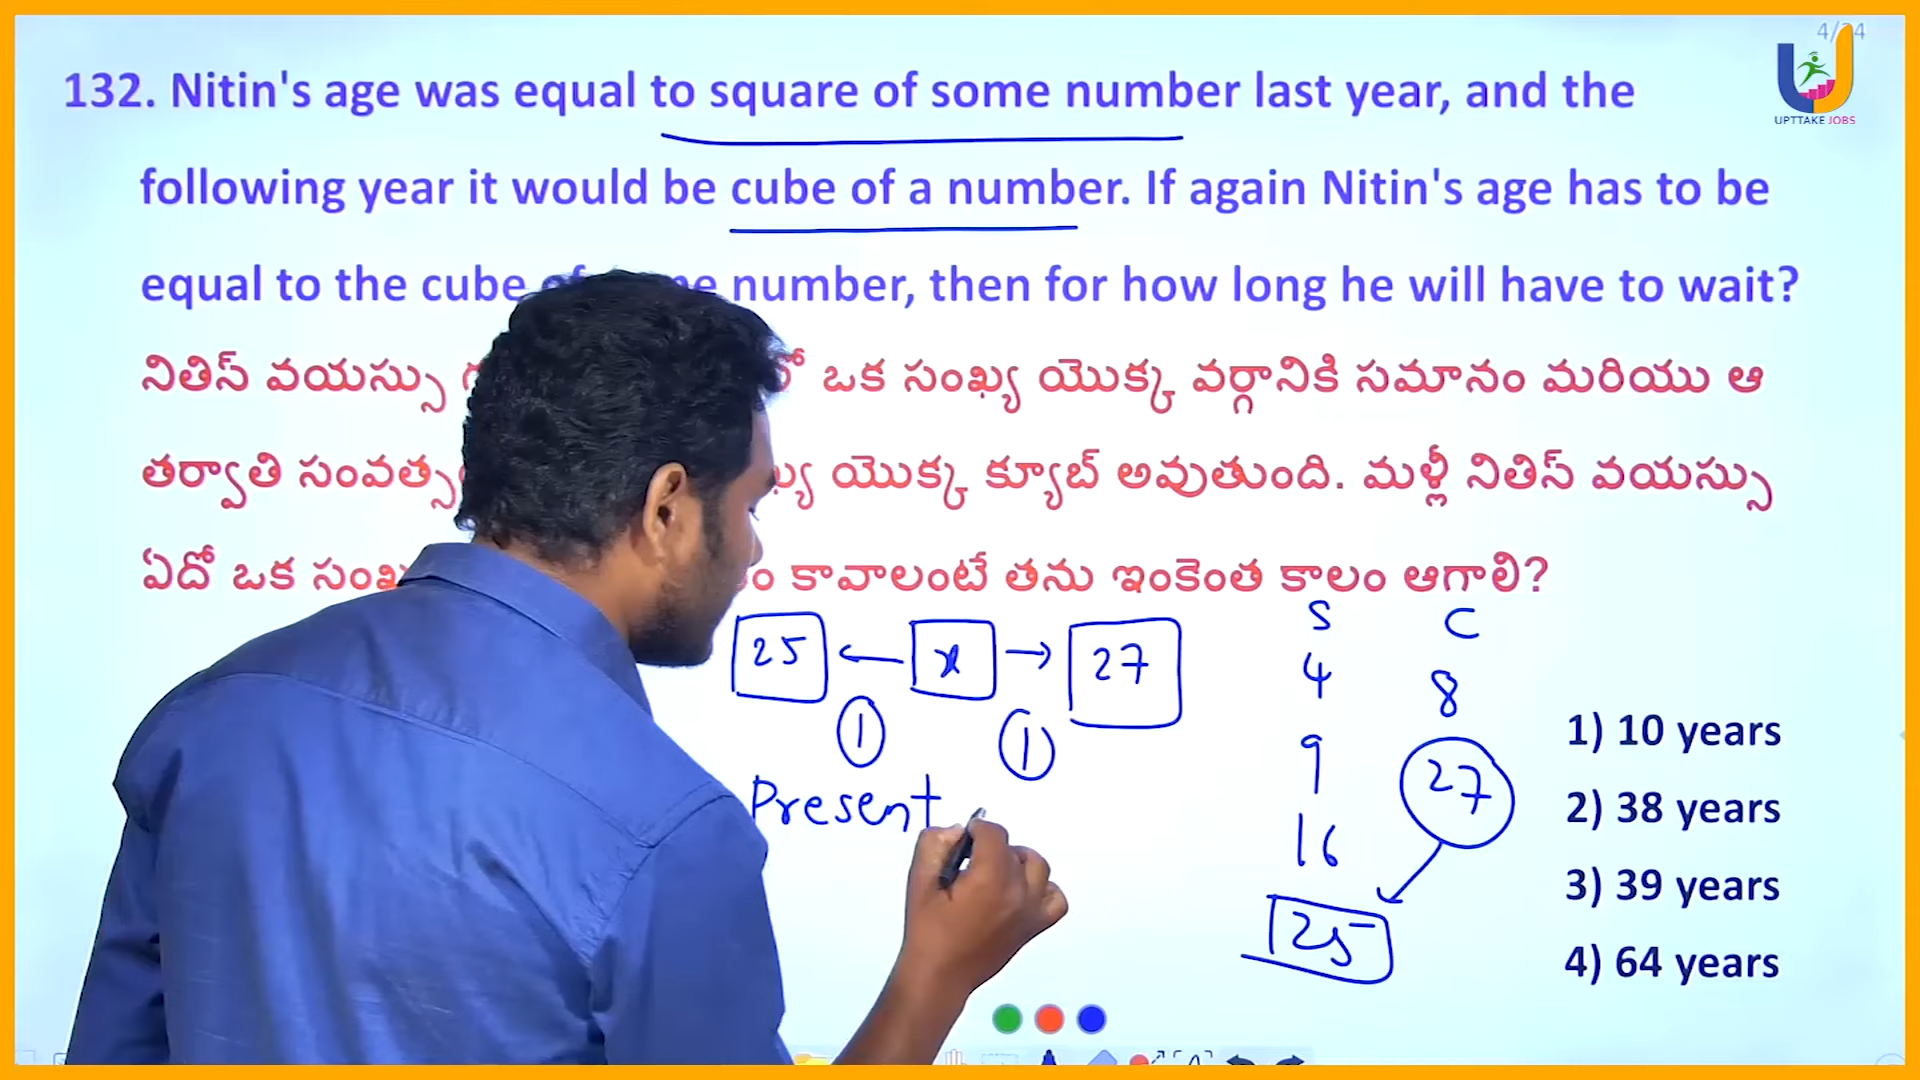 4/
UPTTAKE JOBS
132. Nitin's age was equal to square of some number last year, and the
following year it would be cube of a number. If again Nitin's age has to be
equal to the cube number, then for how long he will have to wait?
నితిన్ వయస్సు ఒక సంఖ్య యొక్క వర్గానికి సమానం మరియు ఆ
తర్వాతి యొక్క క్యూబ్ అవుతుంది. మళ్లీ నితిన్ వయస్సు
ఏదో ఒక కావాలంటే తను ఇంకెంత కాలం ఆగాలి?
25 x 27
1 1
Present
S C
4 8
9 27
16
25
1) 10 years
2) 38 years
3) 39 years
4) 64 years